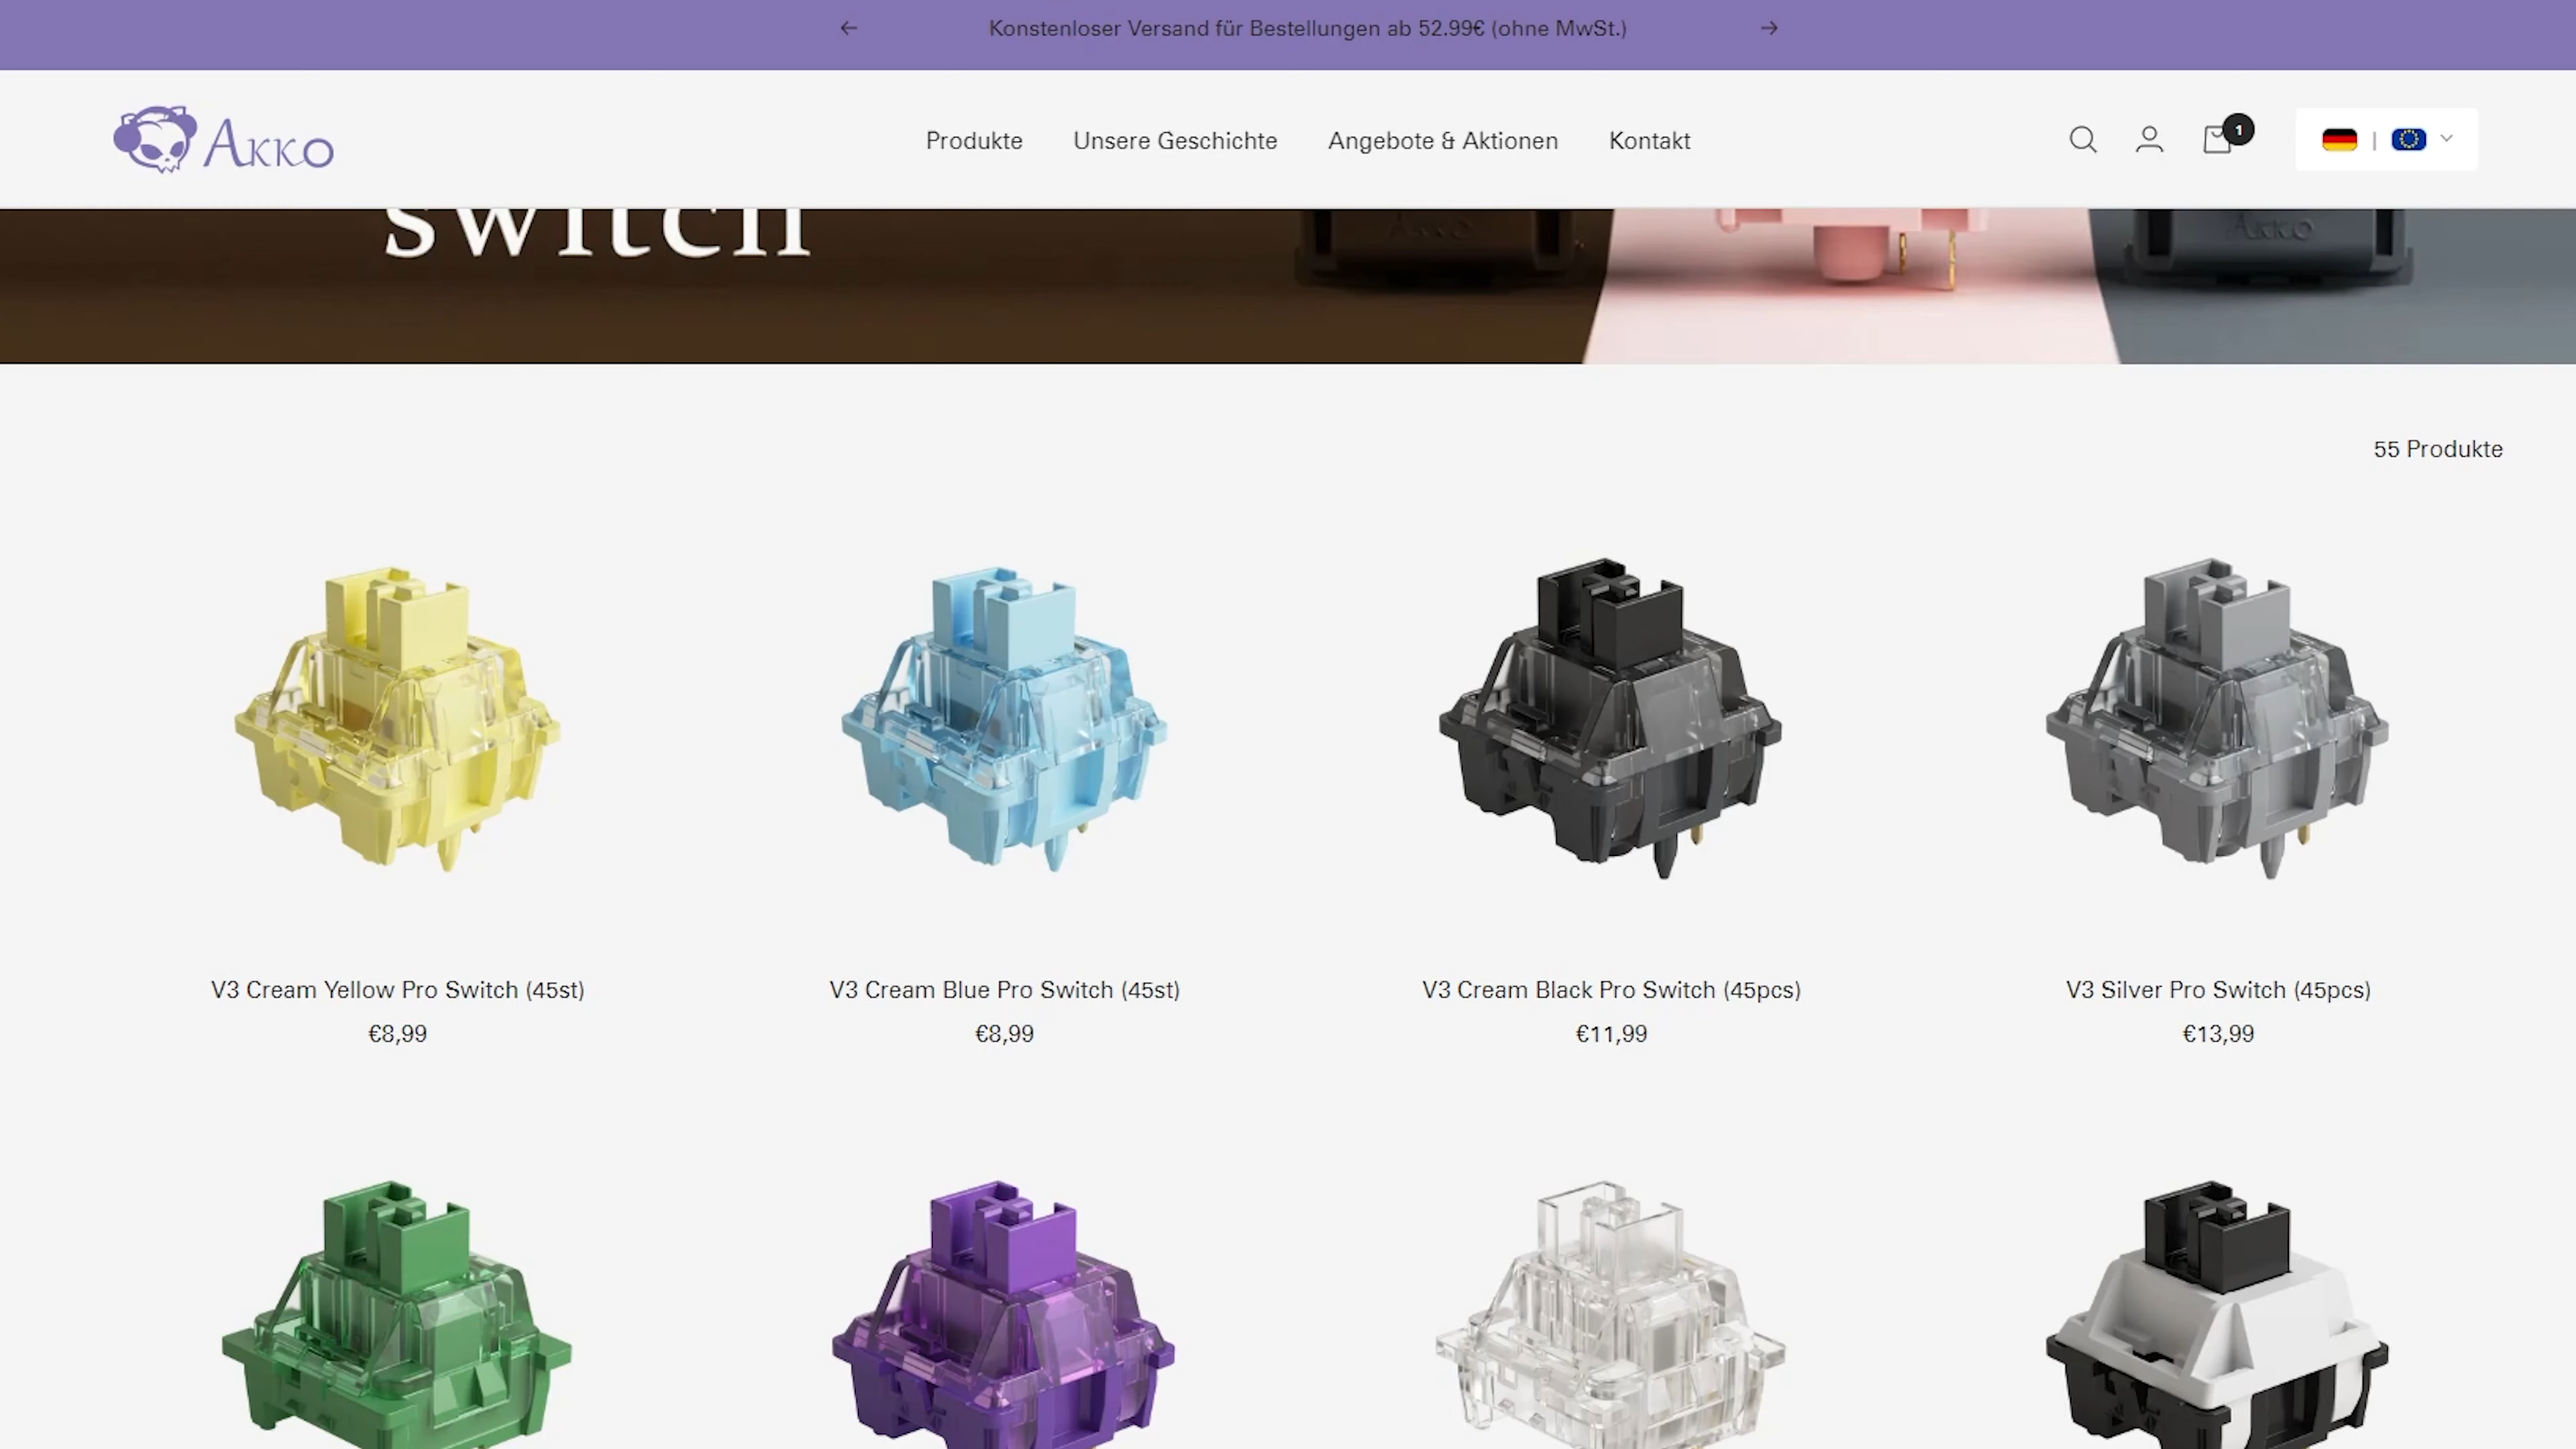 Konstenloser Versand für Bestellungen ab 52.99€ (ohne MwSt.)
Akko
Produkte
Unsere Geschichte
Angebote & Aktionen
Kontakt
1
switch
Akko
Akko
55 Produkte
V3 Cream Yellow Pro Switch (45st)
€8,99
V3 Cream Blue Pro Switch (45st)
€8,99
V3 Cream Black Pro Switch (45pcs)
€11,99
V3 Silver Pro Switch (45pcs)
€13,99